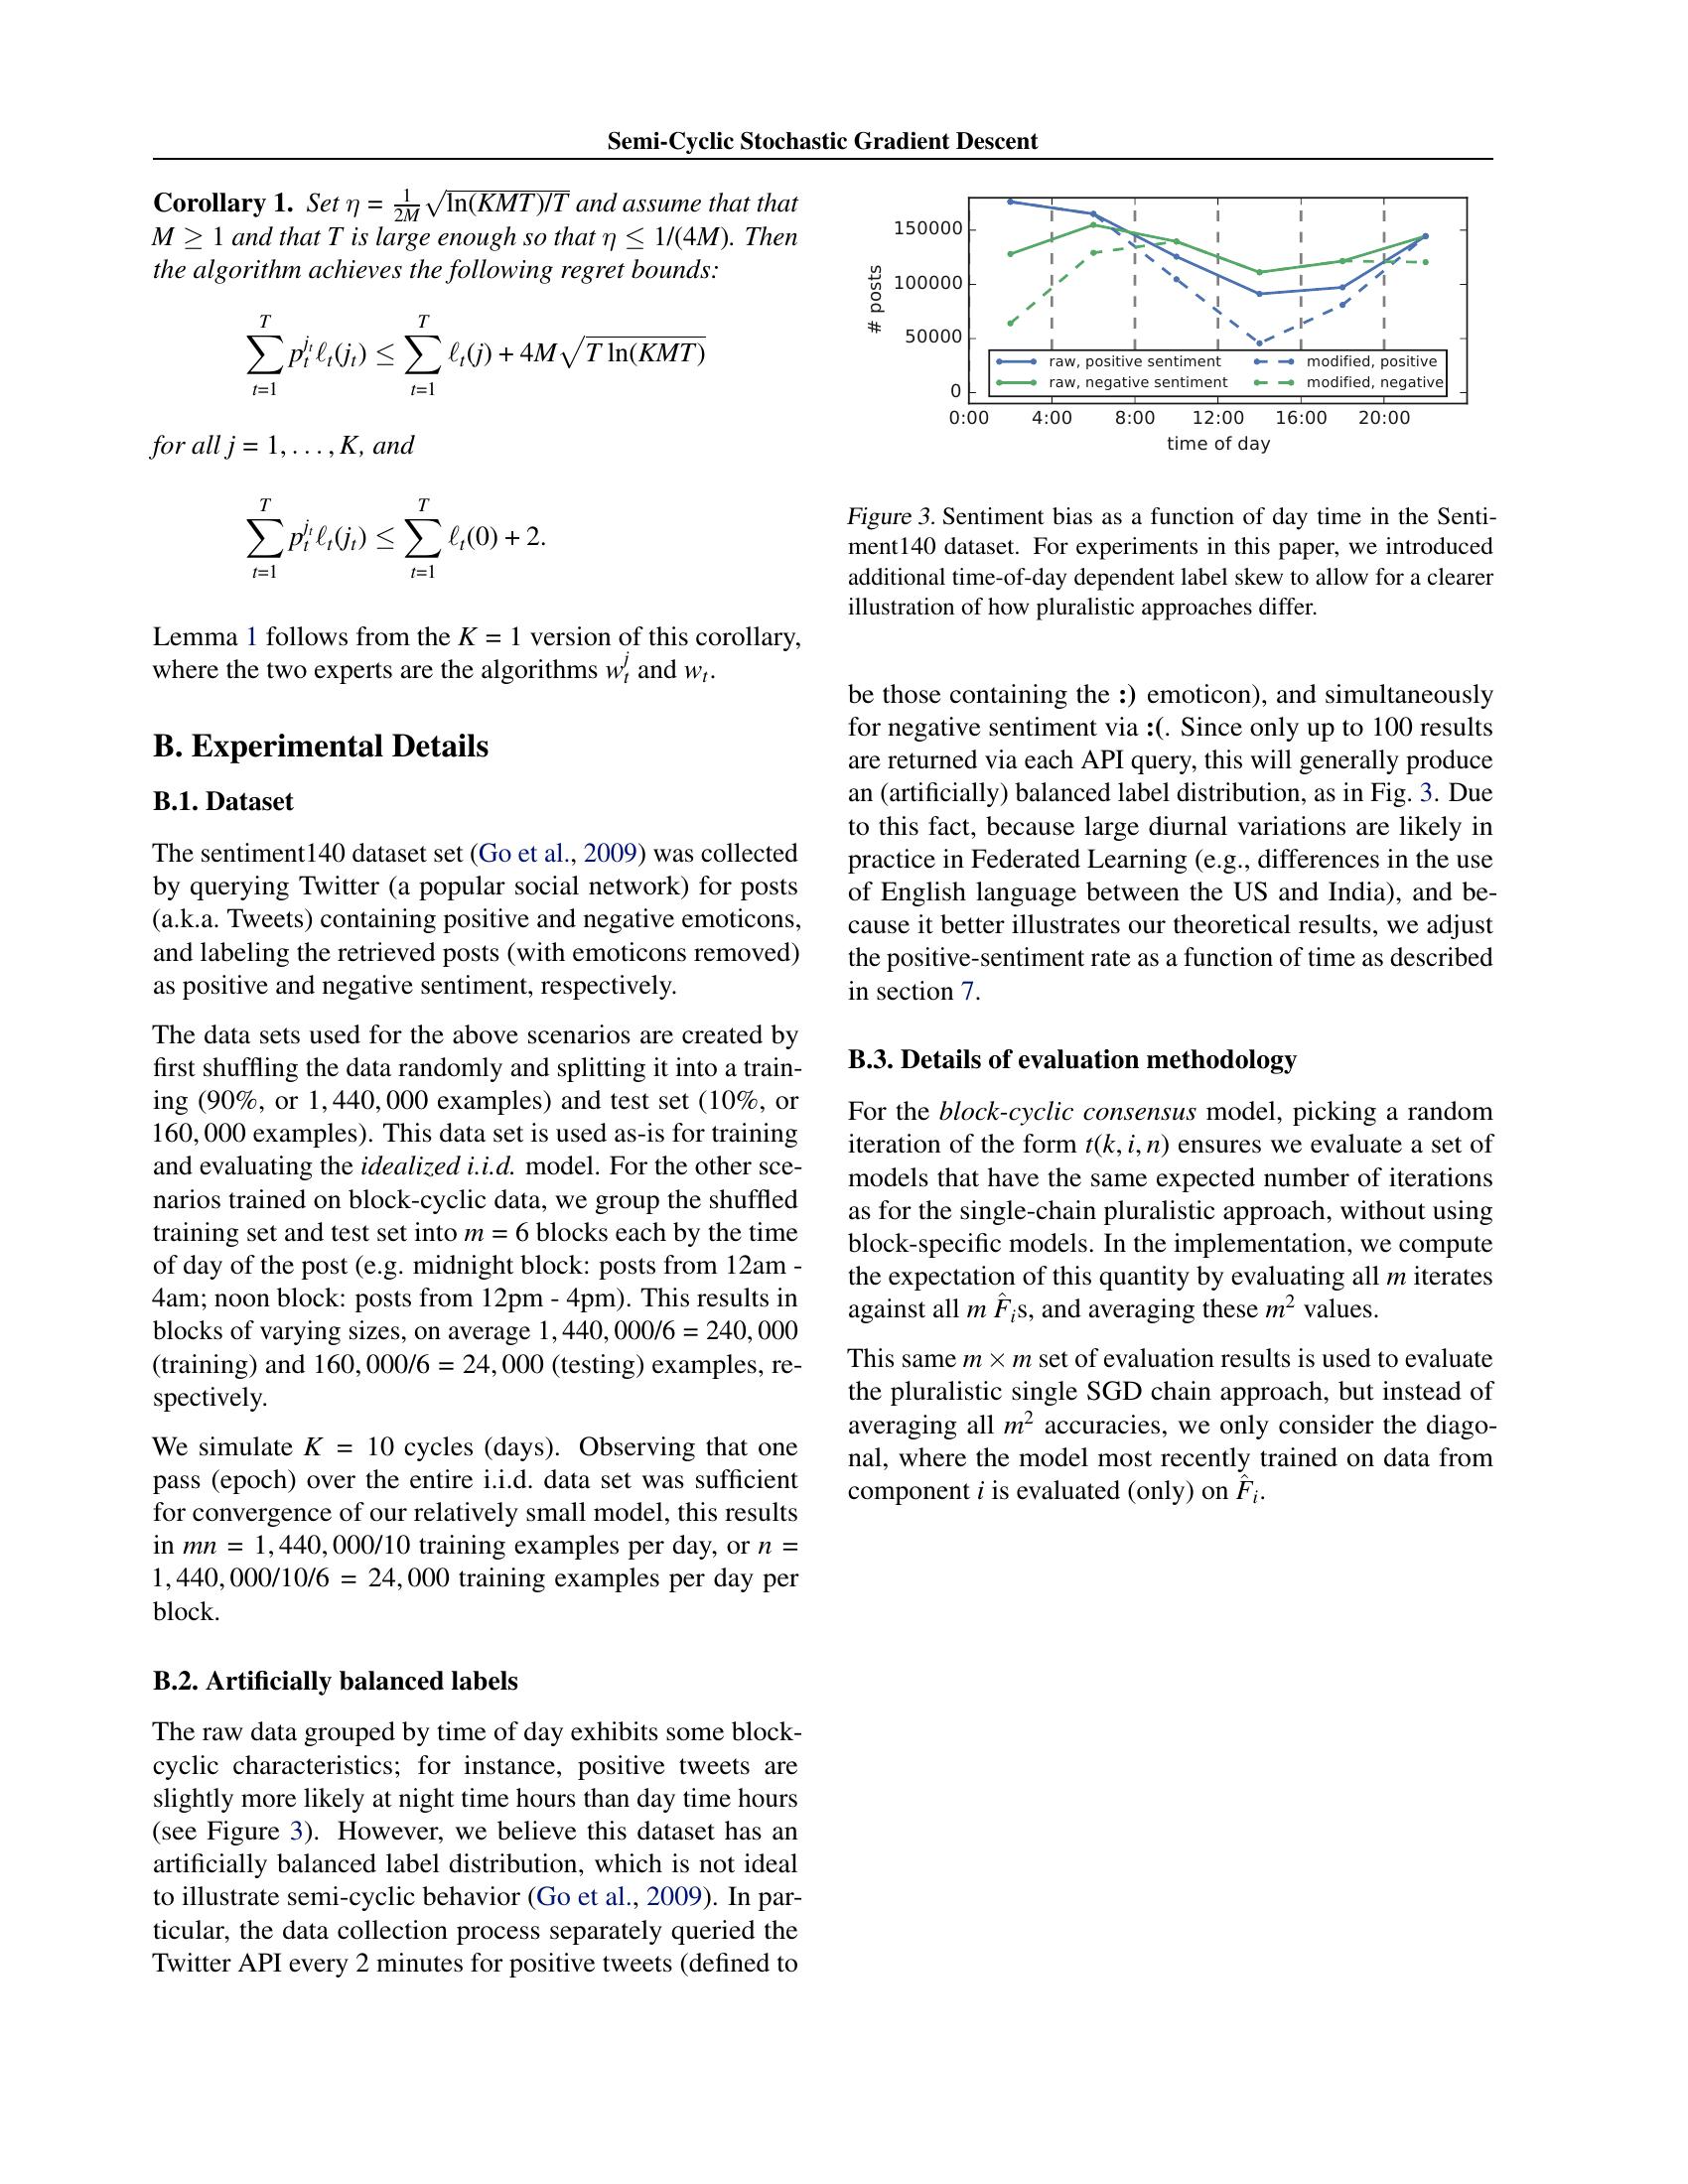 Semi-Cyclic Stochastic Gradient Descent
Corollary 1. Set η = 1/2M √ln(KMT)/T and assume that that
M ≥ 1 and that T is large enough so that η ≤ 1/(4M). Then
the algorithm achieves the following regret bounds:
∑_{t=1}^{T} p_t^{j_t} ℓ_t(j_t) ≤ ∑_{t=1}^{T} ℓ_t(j) + 4M√T ln(KMT)
for all j = 1, . . . , K, and
∑_{t=1}^{T} p_t^{j_t} ℓ_t(j_t) ≤ ∑_{t=1}^{T} ℓ_t(0) + 2.
Lemma 1 follows from the K = 1 version of this corollary,
where the two experts are the algorithms w_t^j and w_t.
B. Experimental Details
B.1. Dataset
The sentiment140 dataset set (Go et al., 2009) was collected
by querying Twitter (a popular social network) for posts
(a.k.a. Tweets) containing positive and negative emoticons,
and labeling the retrieved posts (with emoticons removed)
as positive and negative sentiment, respectively.
The data sets used for the above scenarios are created by
first shuffling the data randomly and splitting it into a train-
ing (90%, or 1, 440, 000 examples) and test set (10%, or
160, 000 examples). This data set is used as-is for training
and evaluating the idealized i.i.d. model. For the other sce-
narios trained on block-cyclic data, we group the shuffled
training set and test set into m = 6 blocks each by the time
of day of the post (e.g. midnight block: posts from 12am -
4am; noon block: posts from 12pm - 4pm). This results in
blocks of varying sizes, on average 1, 440, 000/6 = 240, 000
(training) and 160, 000/6 = 24, 000 (testing) examples, re-
spectively.
We simulate K = 10 cycles (days). Observing that one
pass (epoch) over the entire i.i.d. data set was sufficient
for convergence of our relatively small model, this results
in mn = 1, 440, 000/10 training examples per day, or n =
1, 440, 000/10/6 = 24, 000 training examples per day per
block.
B.2. Artificially balanced labels
The raw data grouped by time of day exhibits some block-
cyclic characteristics; for instance, positive tweets are
slightly more likely at night time hours than day time hours
(see Figure 3). However, we believe this dataset has an
artificially balanced label distribution, which is not ideal
to illustrate semi-cyclic behavior (Go et al., 2009). In par-
ticular, the data collection process separately queried the
Twitter API every 2 minutes for positive tweets (defined to
# posts
150000
100000
50000
0
raw, positive sentiment
raw, negative sentiment
modified, positive
modified, negative
0:00 4:00 8:00 12:00 16:00 20:00
time of day
Figure 3. Sentiment bias as a function of day time in the Senti-
ment140 dataset. For experiments in this paper, we introduced
additional time-of-day dependent label skew to allow for a clearer
illustration of how pluralistic approaches differ.
be those containing the :) emoticon), and simultaneously
for negative sentiment via :(. Since only up to 100 results
are returned via each API query, this will generally produce
an (artificially) balanced label distribution, as in Fig. 3. Due
to this fact, because large diurnal variations are likely in
practice in Federated Learning (e.g., differences in the use
of English language between the US and India), and be-
cause it better illustrates our theoretical results, we adjust
the positive-sentiment rate as a function of time as described
in section 7.
B.3. Details of evaluation methodology
For the block-cyclic consensus model, picking a random
iteration of the form t(k, i, n) ensures we evaluate a set of
models that have the same expected number of iterations
as for the single-chain pluralistic approach, without using
block-specific models. In the implementation, we compute
the expectation of this quantity by evaluating all m iterates
against all m F̂_is, and averaging these m² values.
This same m × m set of evaluation results is used to evaluate
the pluralistic single SGD chain approach, but instead of
averaging all m² accuracies, we only consider the diago-
nal, where the model most recently trained on data from
component i is evaluated (only) on F̂_i.